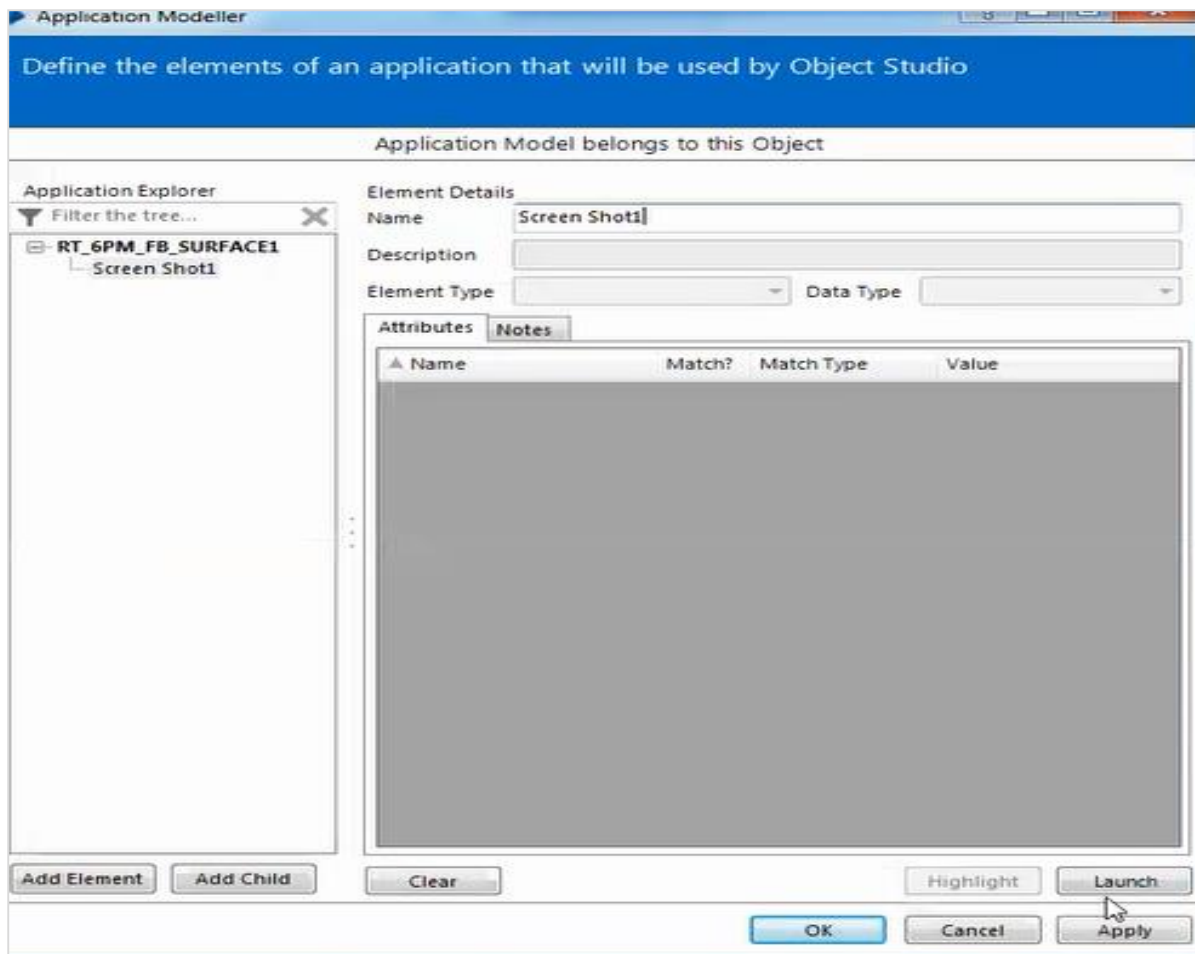 Application Modeller
Define the elements of an application that will be used by Object Studio
Application Model belongs to this Object
Application Explorer
Filter the tree...
RT_6PM_FB_SURFACE1
Screen Shot1
Element Details
Name Screen Shot1
Description
Element Type Data Type
Attributes Notes
Name Match? Match Type Value
Add Element Add Child Clear Highlight Launch
OK Cancel Apply